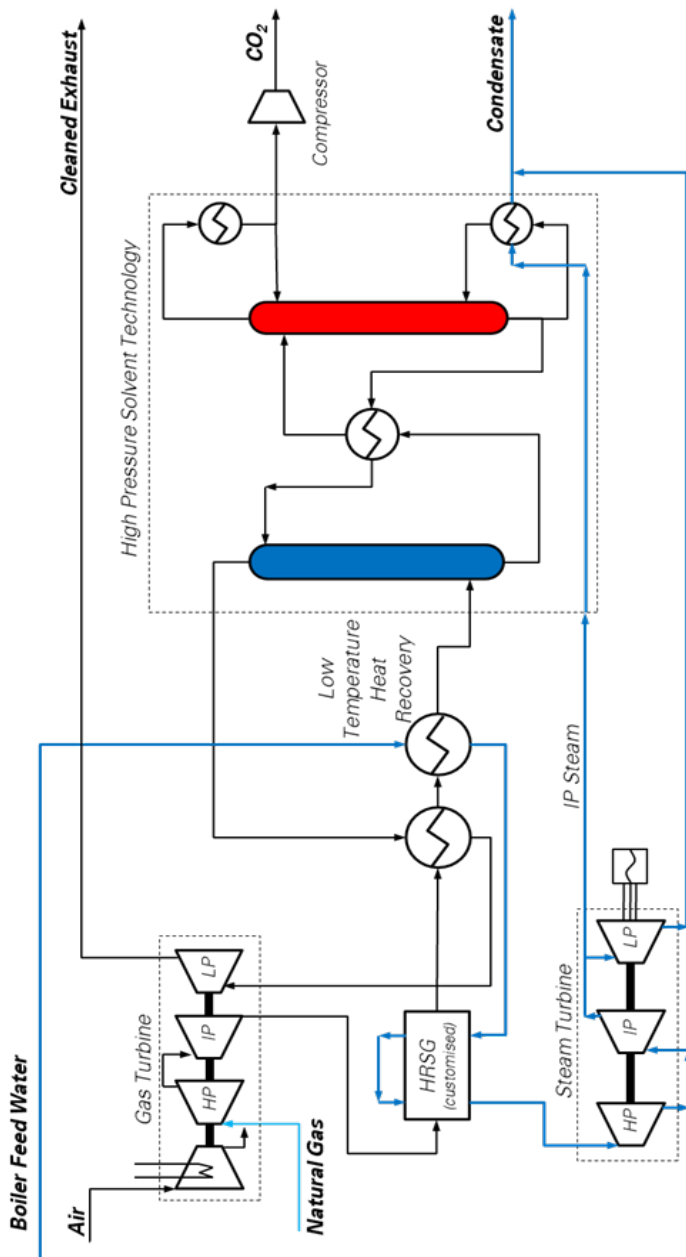 Boiler Feed Water
Air
Natural Gas
Gas Turbine
HP
IP
LP
Cleaned Exhaust
HRSG
(customised)
Low
Temperature
Heat
Recovery
High Pressure Solvent Technology
CO2
Compressor
Condensate
IP Steam
Steam Turbine
HP
IP
LP